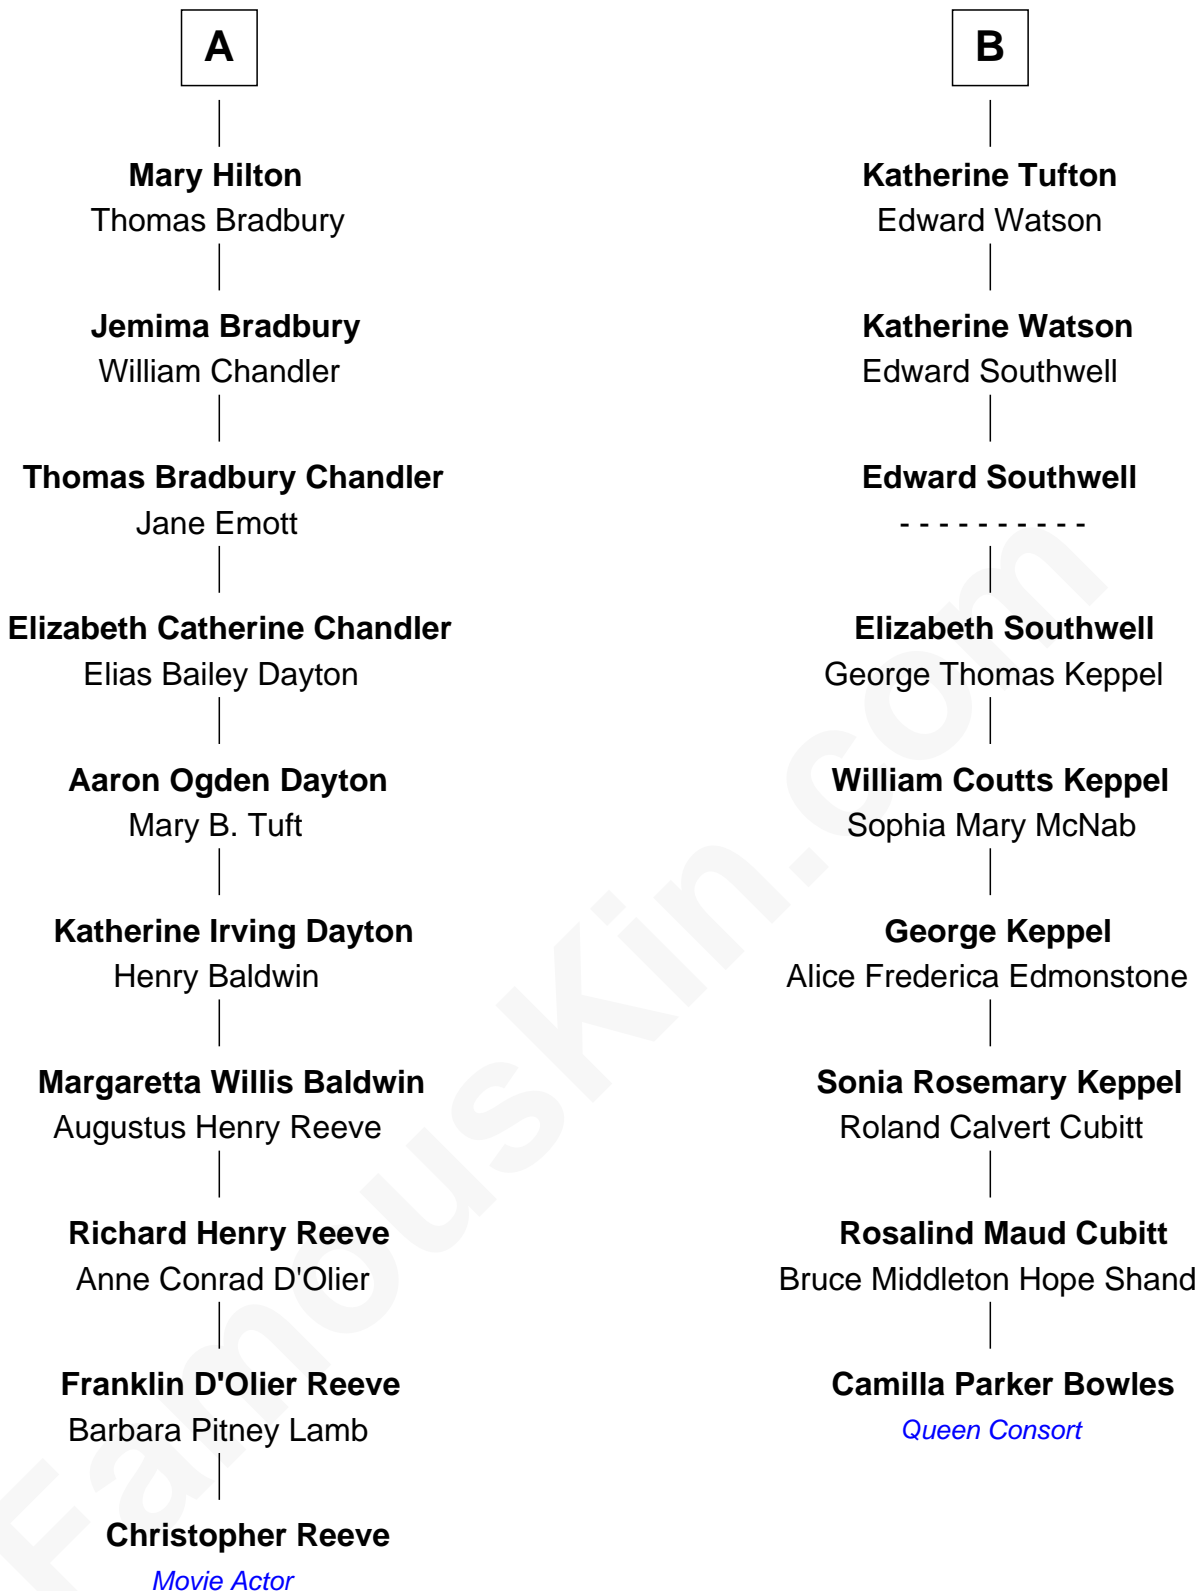 A
Mary Hilton
Thomas Bradbury
Jemima Bradbury
William Chandler
Thomas Bradbury Chandler
Jane Emott
Elizabeth Catherine Chandler
Elias Bailey Dayton
Aaron Ogden Dayton
Mary B. Tuft
Katherine Irving Dayton
Henry Baldwin
Margaretta Willis Baldwin
Augustus Henry Reeve
Richard Henry Reeve
Anne Conrad D'Olier
Franklin D'Olier Reeve
Barbara Pitney Lamb
Christopher Reeve
Movie Actor
B
Katherine Tufton
Edward Watson
Katherine Watson
Edward Southwell
Edward Southwell
- - - - - - - - - -
Elizabeth Southwell
George Thomas Keppel
William Coutts Keppel
Sophia Mary McNab
George Keppel
Alice Frederica Edmonstone
Sonia Rosemary Keppel
Roland Calvert Cubitt
Rosalind Maud Cubitt
Bruce Middleton Hope Shand
Camilla Parker Bowles
Queen Consort
FamousKin.com